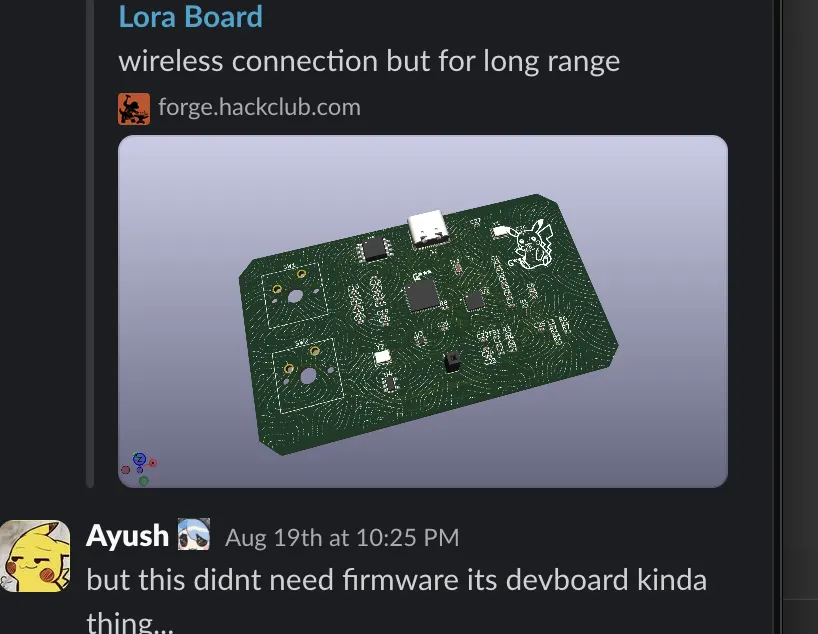 Lora Board
wireless connection but for long range
forge.hackclub.com
SW1
Ayush Aug 19th at 10:25 PM
but this didnt need firmware its devboard kinda
thing...